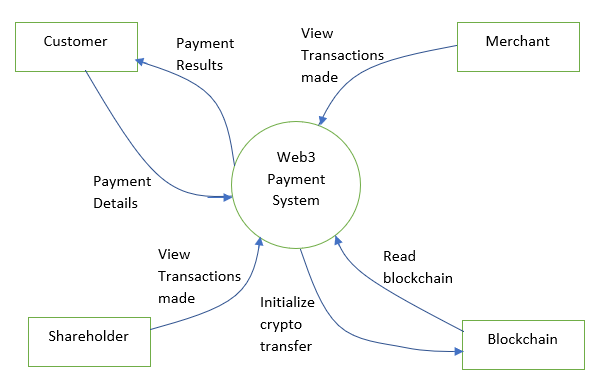 Customer
Payment
Results
View
Transactions
made
Merchant
Web3
Payment
System
Payment
Details
View
Transactions
made
Read
blockchain
Initialize
crypto
transfer
Shareholder
Blockchain